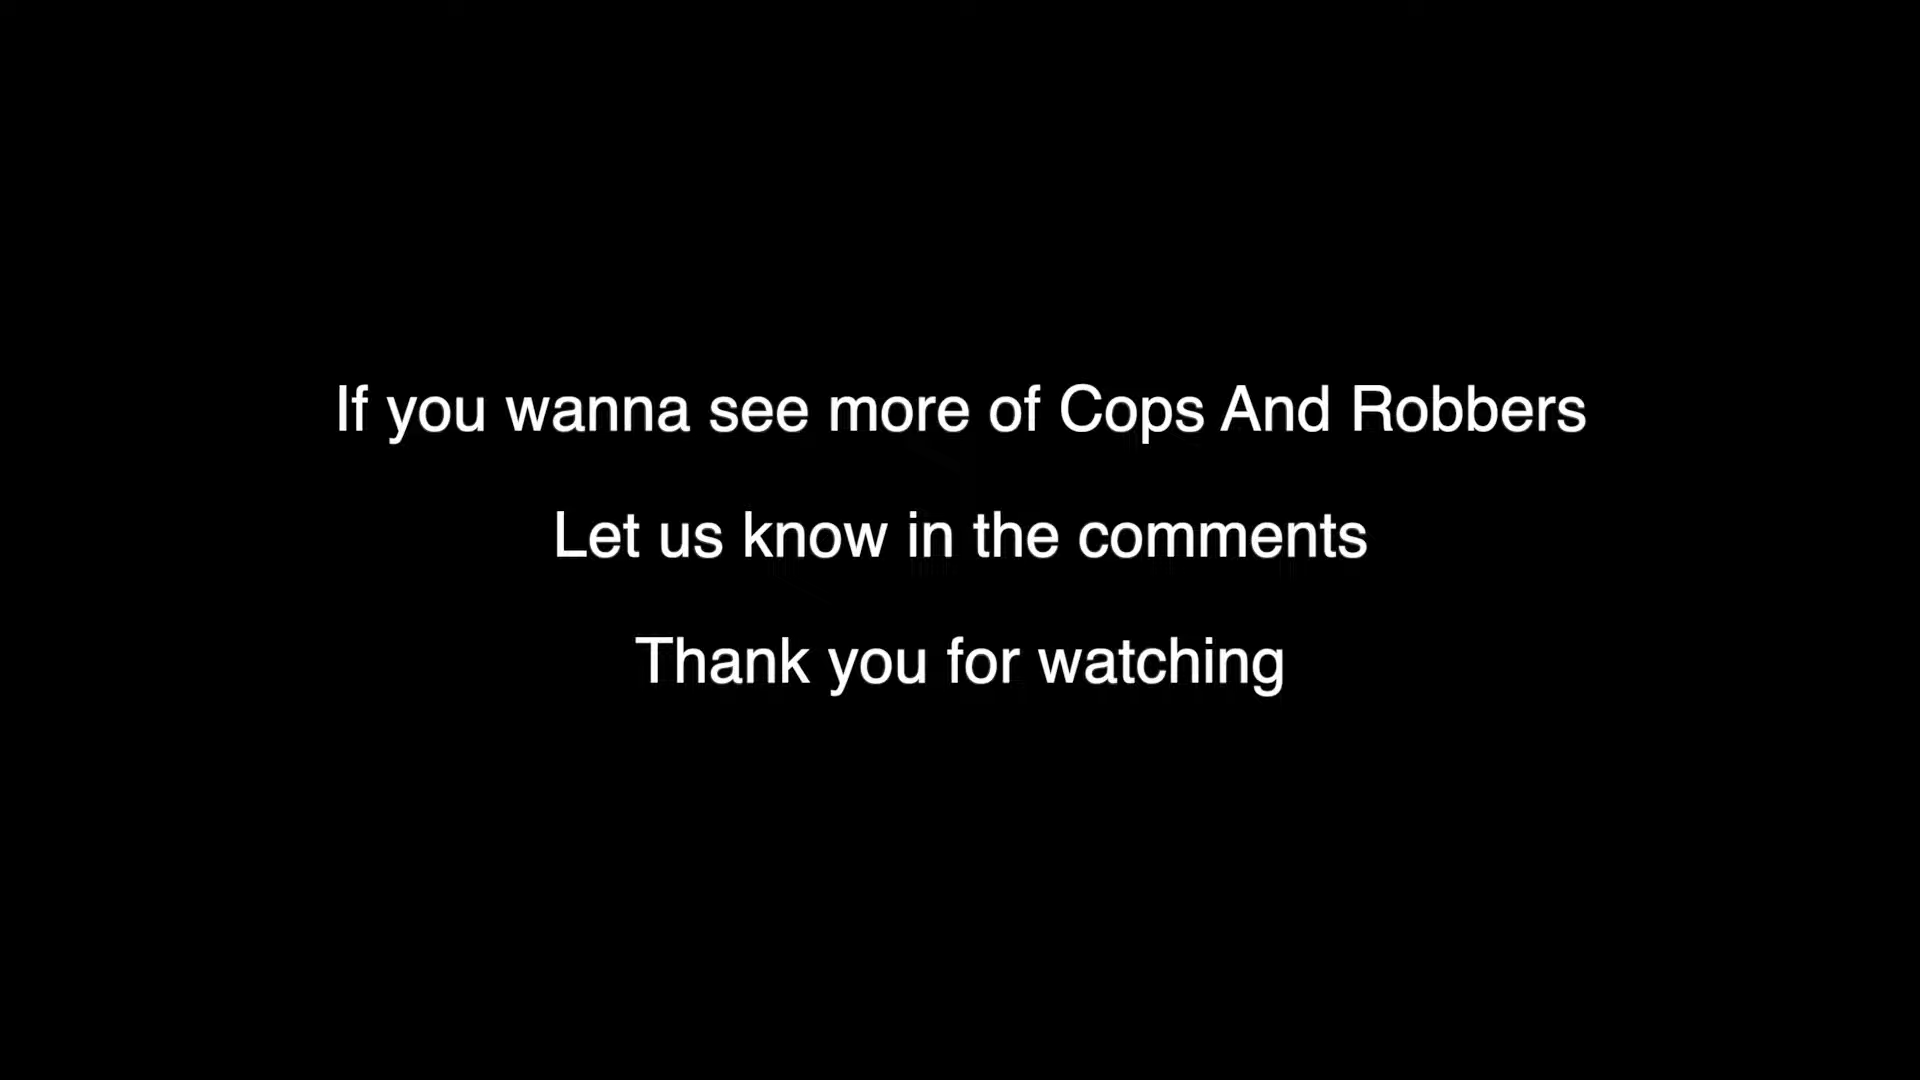 If you wanna see more of Cops And Robbers
Let us know in the comments
Thank you for watching